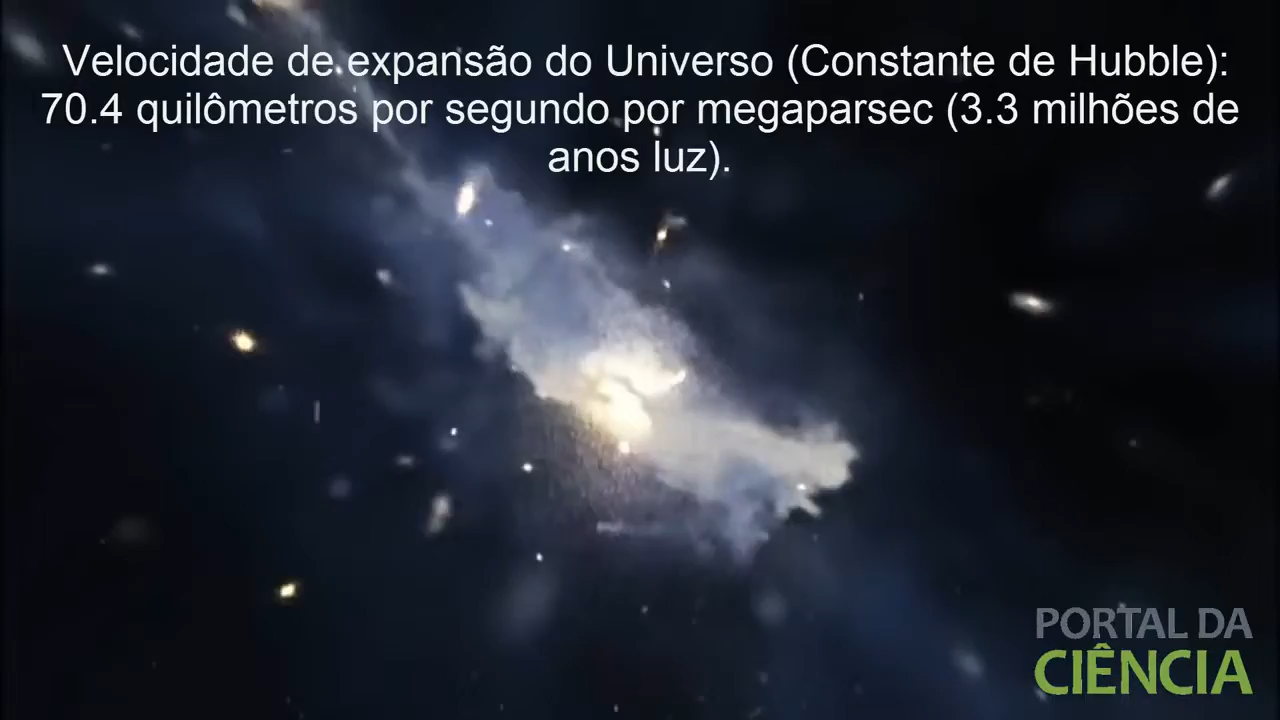 Velocidade de expansão do Universo (Constante de Hubble):
70.4 quilômetros por segundo por megaparsec (3.3 milhões de
anos luz).
PORTAL DA
CIÊNCIA